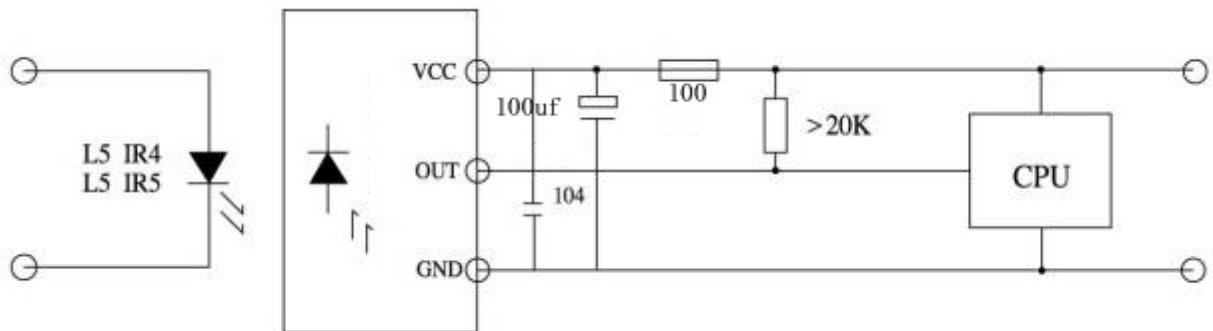 VCC
100uf
100
L5 IR4
L5 IR5
>20K
OUT
104
CPU
GND